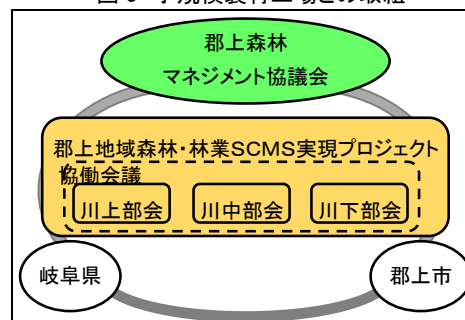 郡上森林
マネジメント協議会
郡上地域森林・林業SCMS実現プロジェクト
協働会議
川上部会
川中部会
川下部会
岐阜県
郡上市